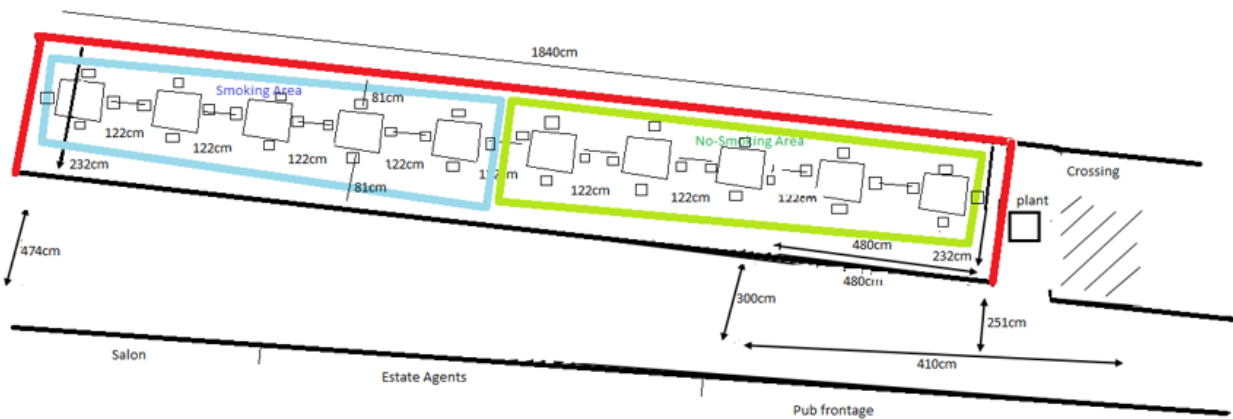 1840cm
Smoking Area
81cm
No-Smoking Area
Crossing
122cm
122cm
122cm
122cm
232cm
81cm
122cm
122cm
122cm
plant
480cm
232cm
480cm
474cm
300cm
251cm
410cm
Salon
Estate Agents
Pub frontage